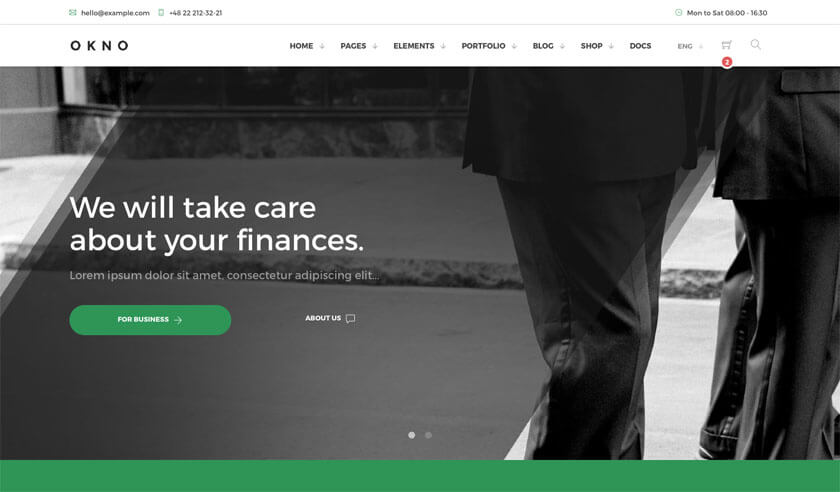 hello@example.com +48 22 212-32-21 Mon to Sat 08:00 - 16:30
OKNO HOME PAGES ELEMENTS PORTFOLIO BLOG SHOP DOCS ENG
2
We will take care
about your finances.
Lorem ipsum dolor sit amet, consectetur adipiscing elit...
FOR BUSINESS ABOUT US